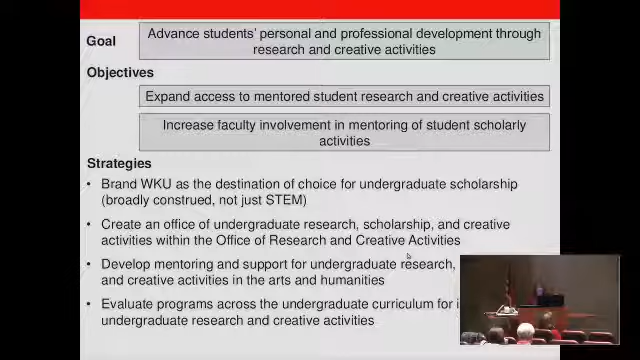 Goal
Advance students' personal and professional development through
research and creative activities
Objectives
Expand access to mentored student research and creative activities
Increase faculty involvement in mentoring of student scholarly
activities
Strategies
• Brand WKU as the destination of choice for undergraduate scholarship
(broadly construed, not just STEM)
• Create an office of undergraduate research, scholarship, and creative
activities within the Office of Research and Creative Activities
• Develop mentoring and support for undergraduate research,
and creative activities in the arts and humanities
• Evaluate programs across the undergraduate curriculum for
undergraduate research and creative activities